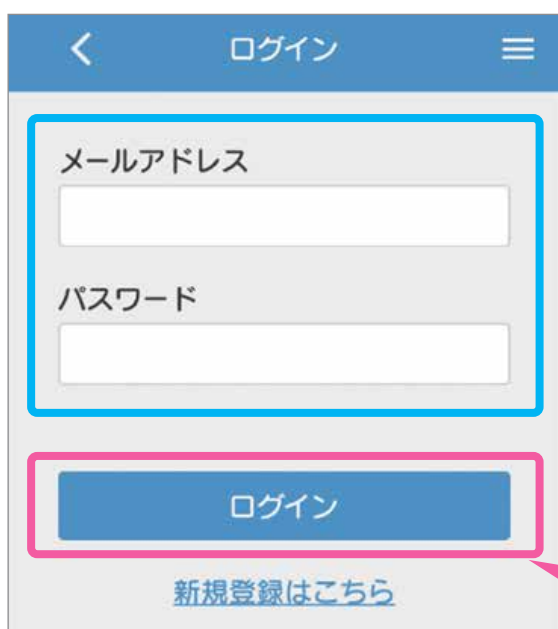 ログイン
メールアドレス
パスワード
ログイン
新規登録はこちら